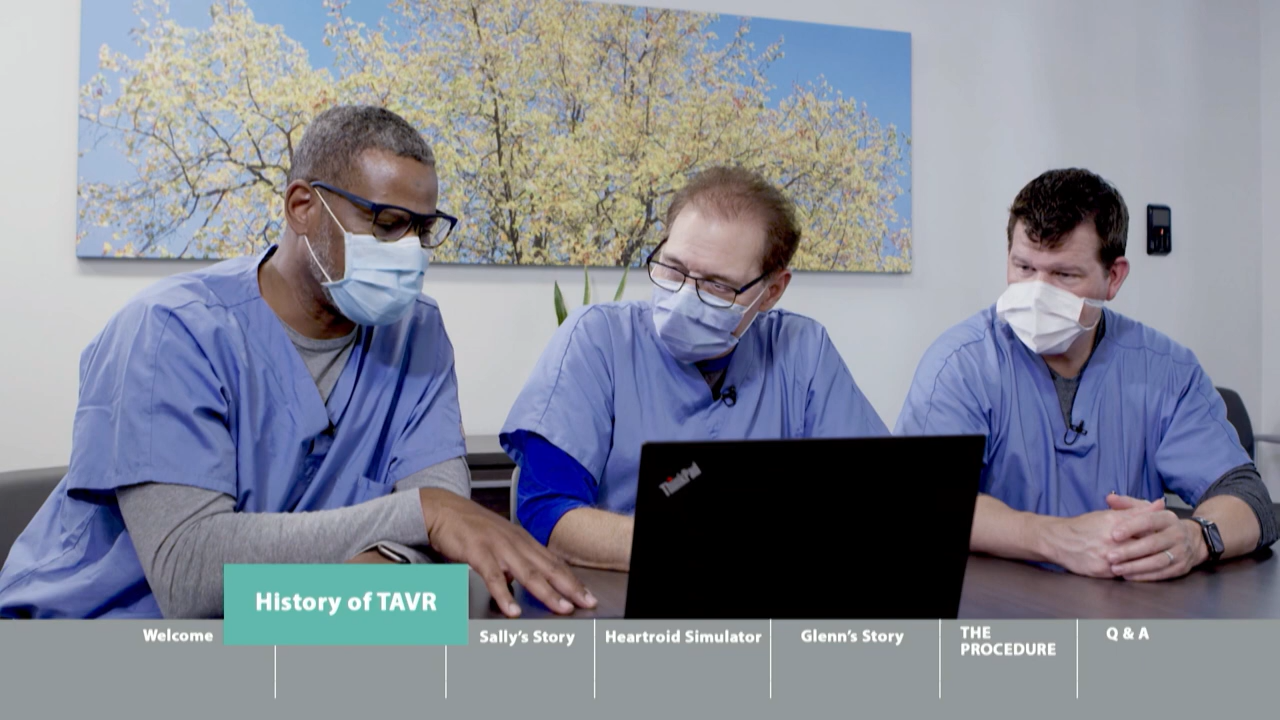 ThinkPad
History of TAVR
Welcome
Sally's Story
Heartroid Simulator
Glenn's Story
THE
PROCEDURE
Q & A